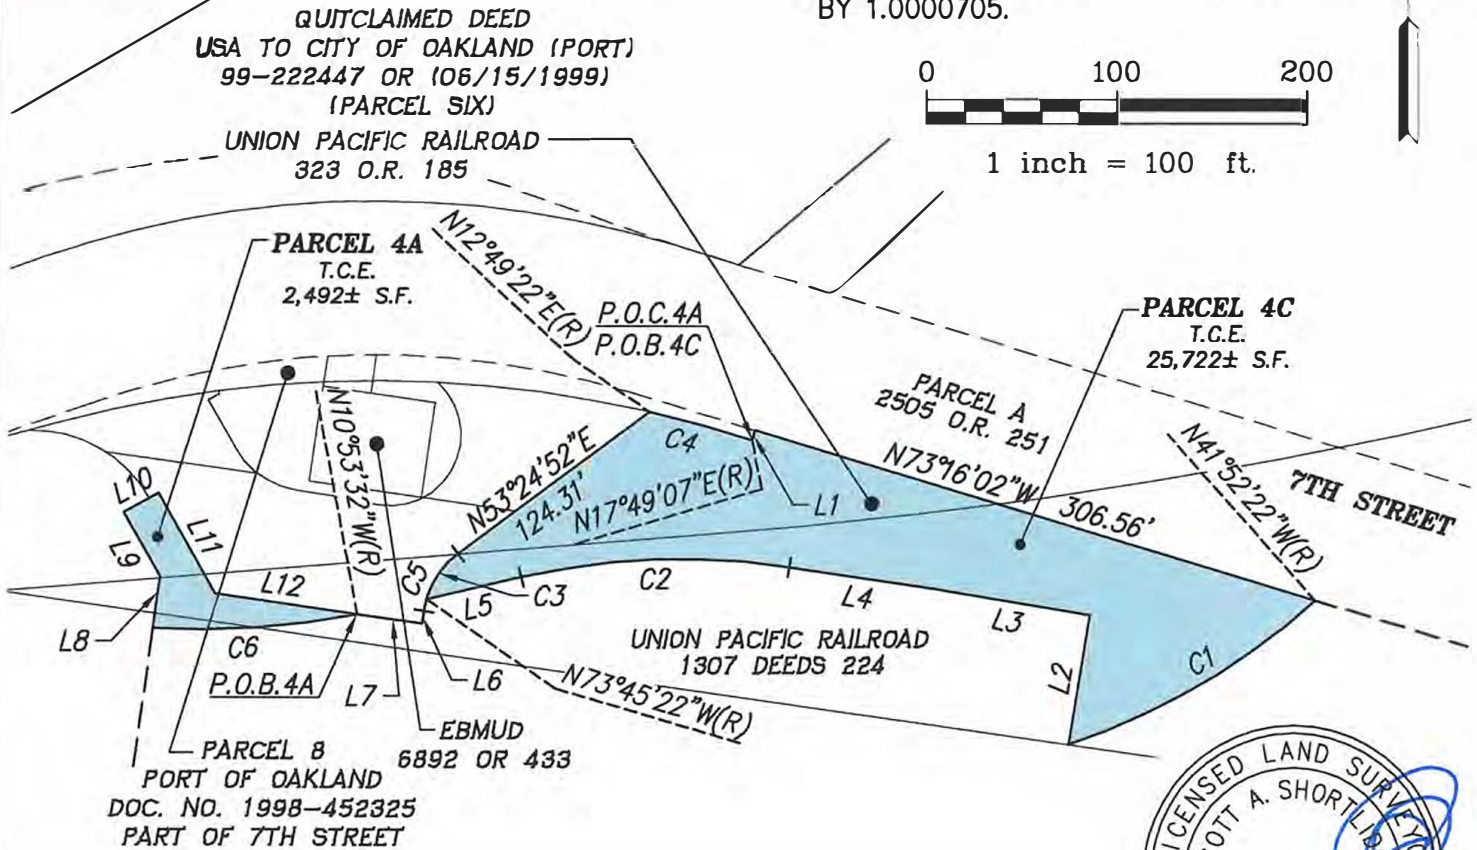 BY 1.0000705.
QUITCLAIMED DEED
USA TO CITY OF OAKLAND (PORT)
99-222447 OR (06/15/1999)
(PARCEL SIX)
UNION PACIFIC RAILROAD
323 O.R. 185
0 100 200
1 inch = 100 ft.
PARCEL 4A
T.C.E.
2,492± S.F.
N12°49'22"E(R)
P.O.C.4A
P.O.B.4C
PARCEL 4C
T.C.E.
25,722± S.F.
PARCEL A
2505 O.R. 251
N10°53'32"W(R)
C4
N73°16'02"W
306.56'
N41°52'22"W(R)
7TH STREET
N53°24'52"E
124.31'
N17°49'07"E(R)
L1
L10
L11
L9
L12
C5
L5
C3
C2
L4
L3
L8
C6
UNION PACIFIC RAILROAD
1307 DEEDS 224
L2
C1
P.O.B.4A
L7
L6
N73°45'22"W(R)
EBMUD
6892 OR 433
PARCEL 8
PORT OF OAKLAND
DOC. NO. 1998-452325
PART OF 7TH STREET
LAND